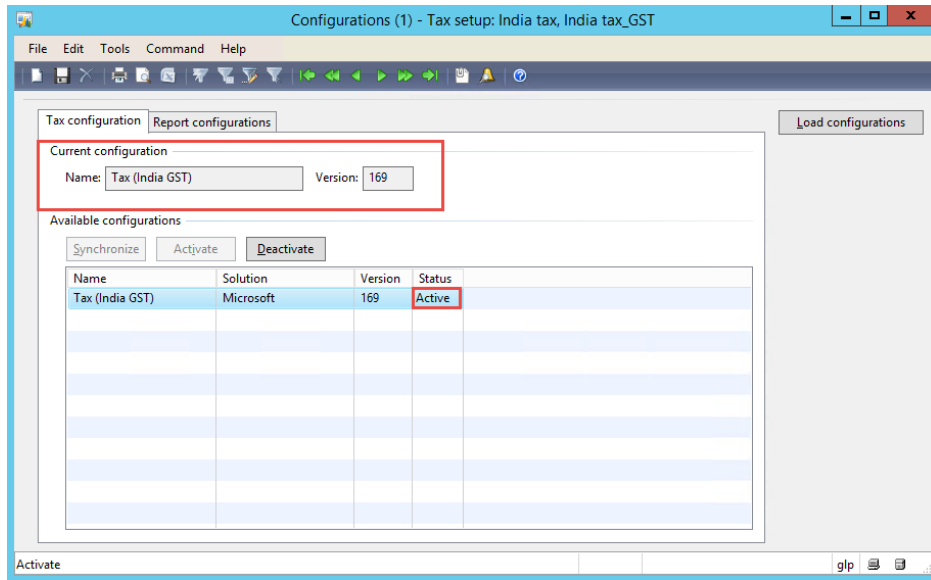 Configurations (1) - Tax setup: India tax, India tax_GST
File Edit Tools Command Help
Tax configuration Report configurations
Load configurations
Current configuration
Name: Tax (India GST) Version: 169
Available configurations
Synchronize Activate Deactivate
Name Solution Version Status
Tax (India GST) Microsoft 169 Active
Activate glp